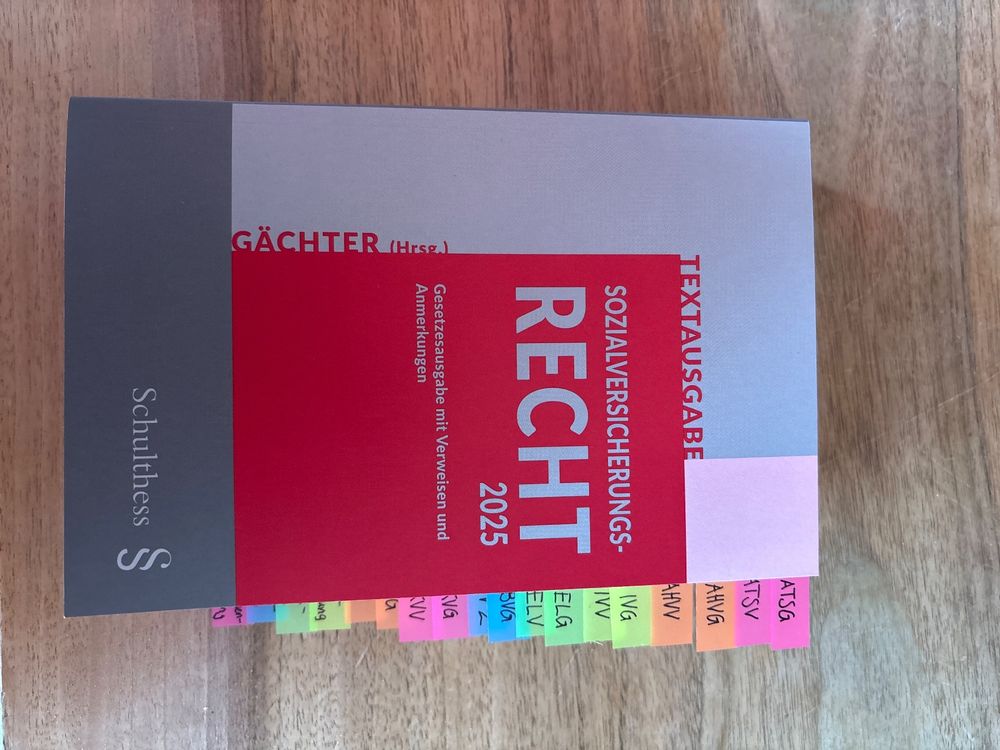 TEXTAUSGABE
SOZIALVERSICHERUNGS-
RECHT
2025
Gesetzesausgabe mit Verweisen und
Anmerkungen
GÄCHTER (Hrsg.)
Schulthess §
ATSG
ATSV
AHVG
AHVV
IVG
IVV
ELG
ELV
BVG